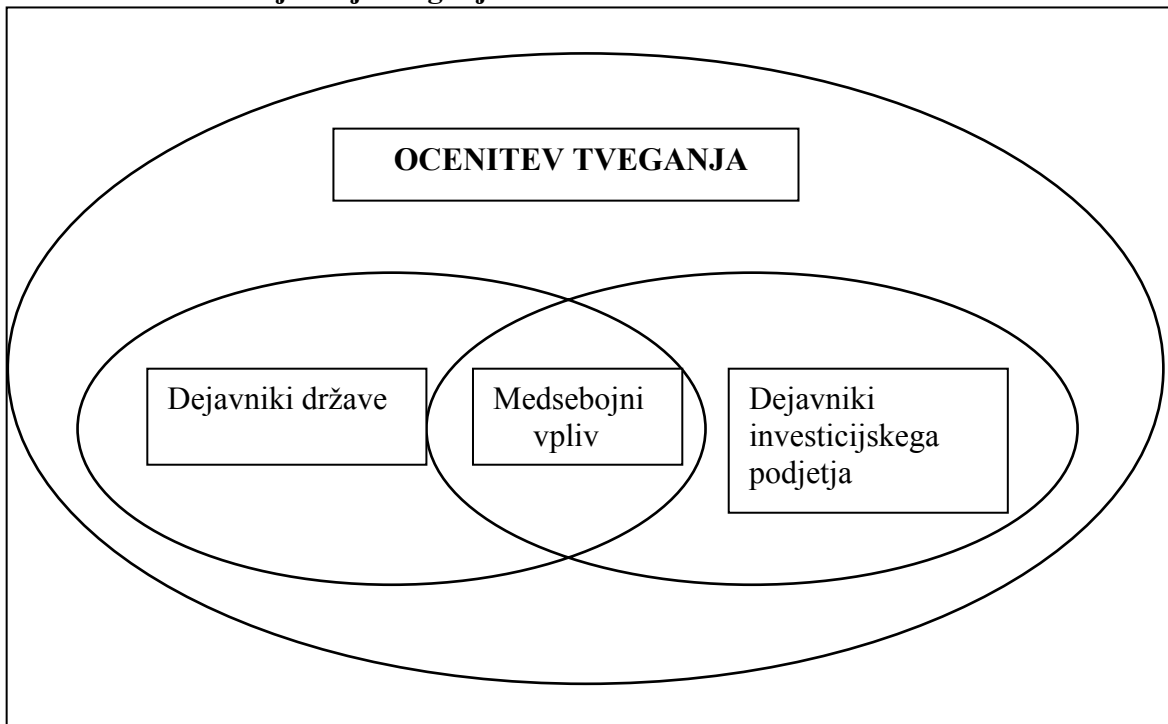 OCENITEV TVEGANJA
Dejavniki države
Medsebojni
vpliv
Dejavniki
investicijskega
podjetja